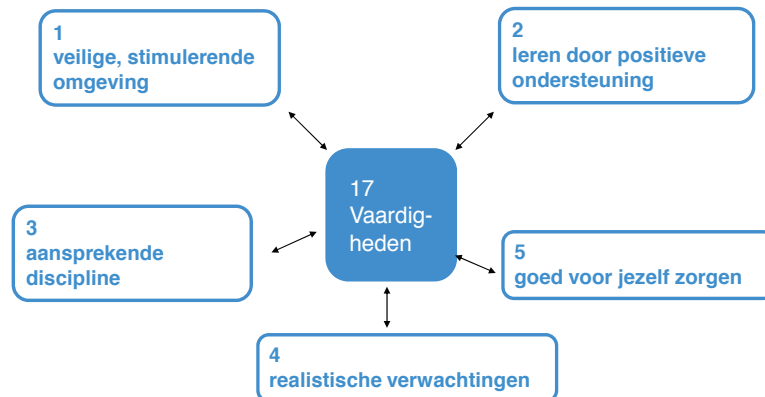 1
veilige, stimulerende
omgeving
2
leren door positieve
ondersteuning
17
Vaardig-
heden
3
aansprekende
discipline
5
goed voor jezelf zorgen
4
realistische verwachtingen